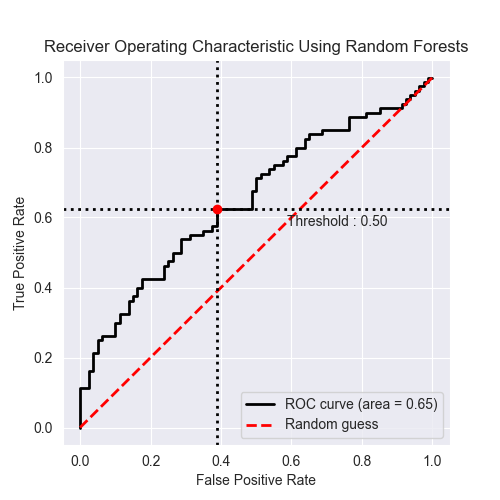 Receiver Operating Characteristic Using Random Forests
1.0
0.8
0.6
0.4
0.2
0.0
True Positive Rate
Threshold : 0.50
ROC curve (area = 0.65)
Random guess
0.0 0.2 0.4 0.6 0.8 1.0
False Positive Rate